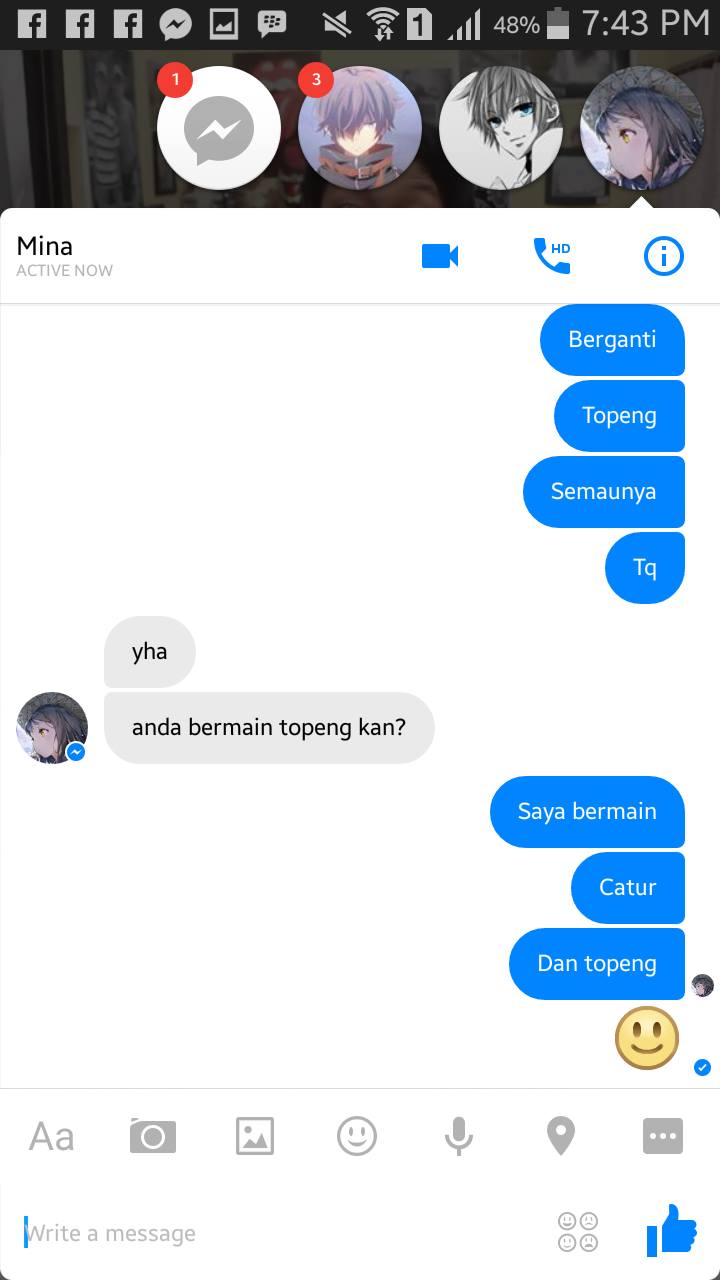 1 48% 7:43 PM
1 3
Mina
ACTIVE NOW
HD
Berganti
Topeng
Semaunya
Tq
yha
anda bermain topeng kan?
Saya bermain
Catur
Dan topeng
Aa
Write a message